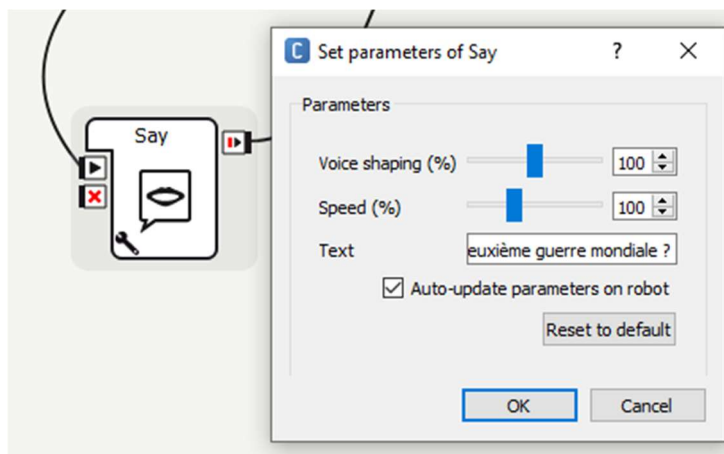 Say
C Set parameters of Say ?
Parameters
Voice shaping (%) 100
Speed (%) 100
Text euxième guerre mondiale ?
Auto-update parameters on robot
Reset to default
OK Cancel